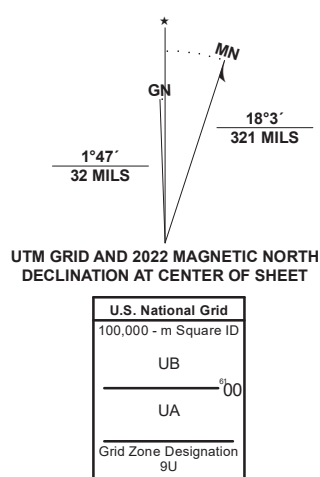 ★
MN
GN
18°3´
321 MILS
1°47´
32 MILS
UTM GRID AND 2022 MAGNETIC NORTH
DECLINATION AT CENTER OF SHEET
U.S. National Grid
100,000 - m Square ID
UB
6100
UA
Grid Zone Designation
9U